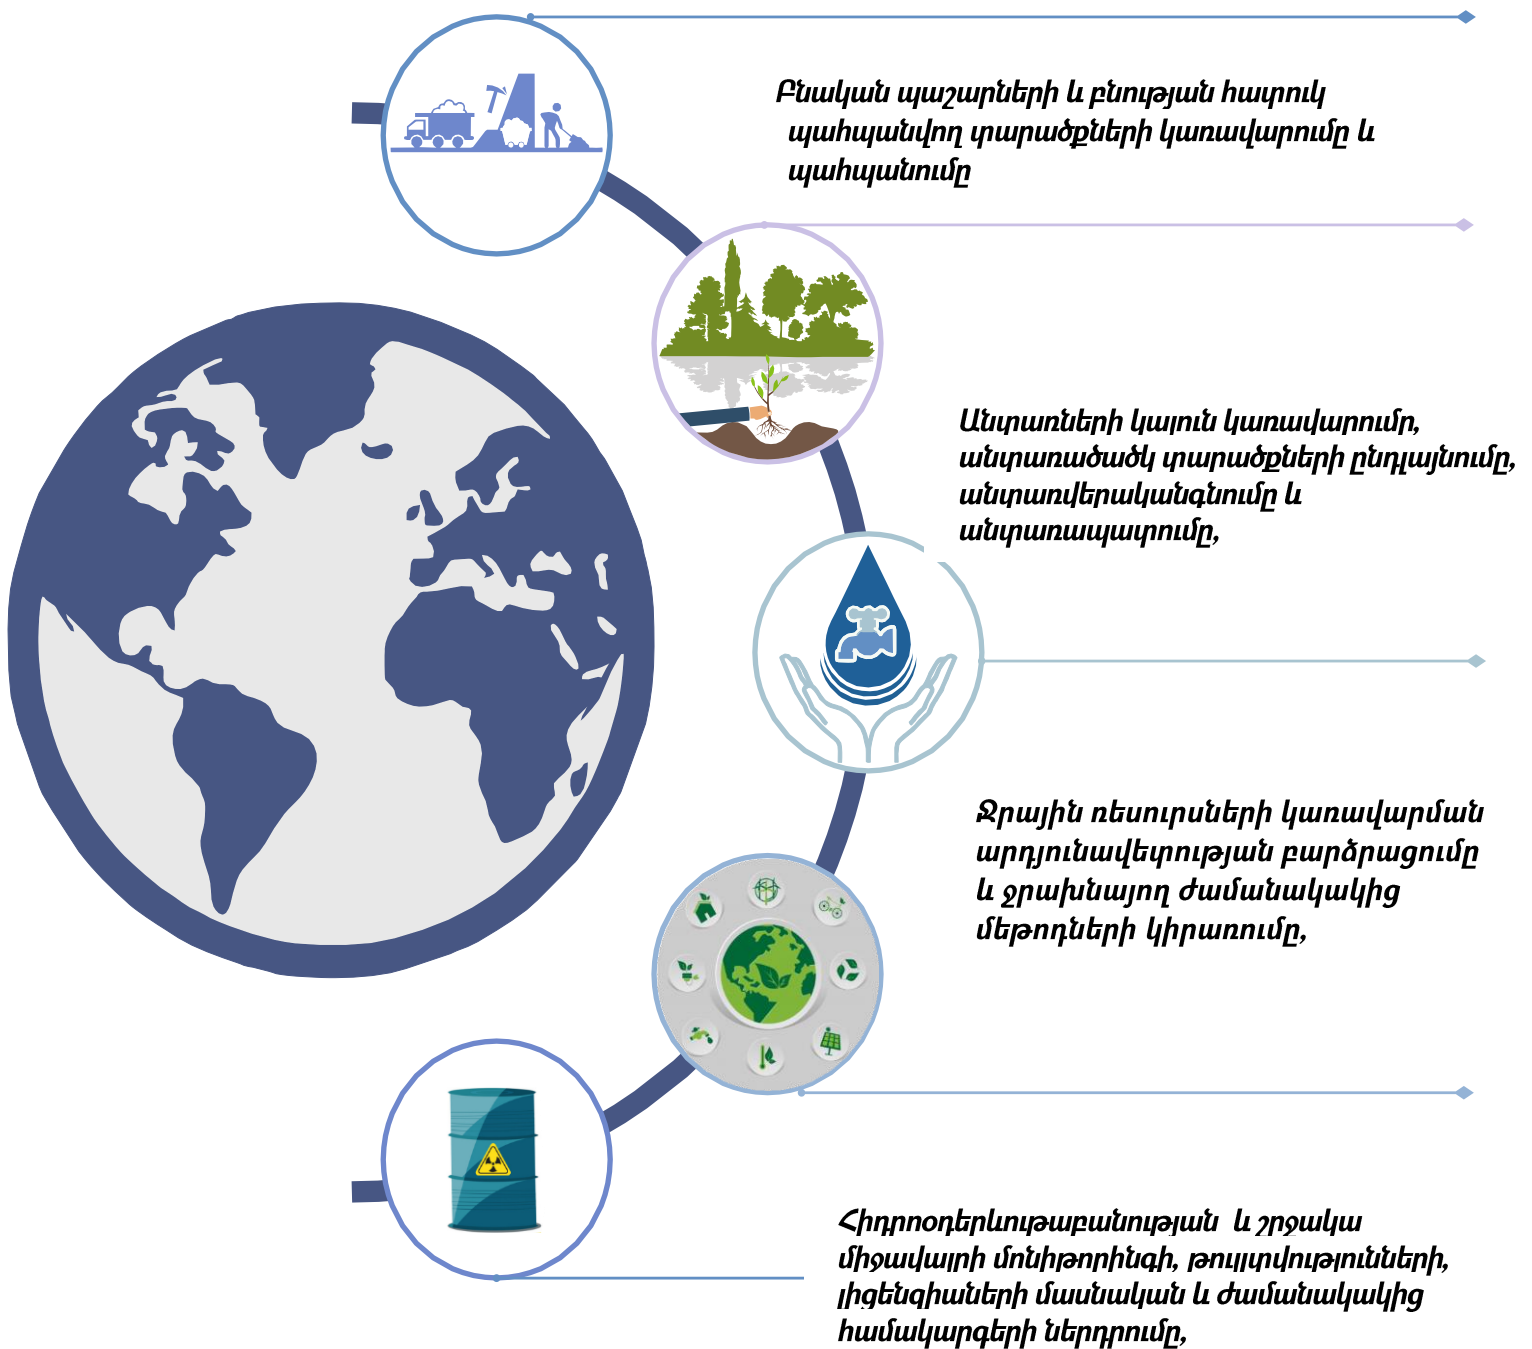 Բնական պաշարների և բնության հատուկ
պահպանվող տարածքների կառավարումը և
պահպանումը
Անտառների կայուն կառավարումը,
անտառածածկ տարածքների ընդլայնումը,
անտառվերականգնումը և
անտառապատումը,
Ջրային ռեսուրսների կառավարման
արդյունավետության բարձրացումը
և ջրախնայող ժամանակակից
մեթոդների կիրառումը,
Հիդրոօդերևութաբանության և շրջակա
միջավայրի մոնիթորինգի, թույլտվությունների,
լիցենզիաների մասնական և ժամանակակից
համակարգերի ներդրումը,